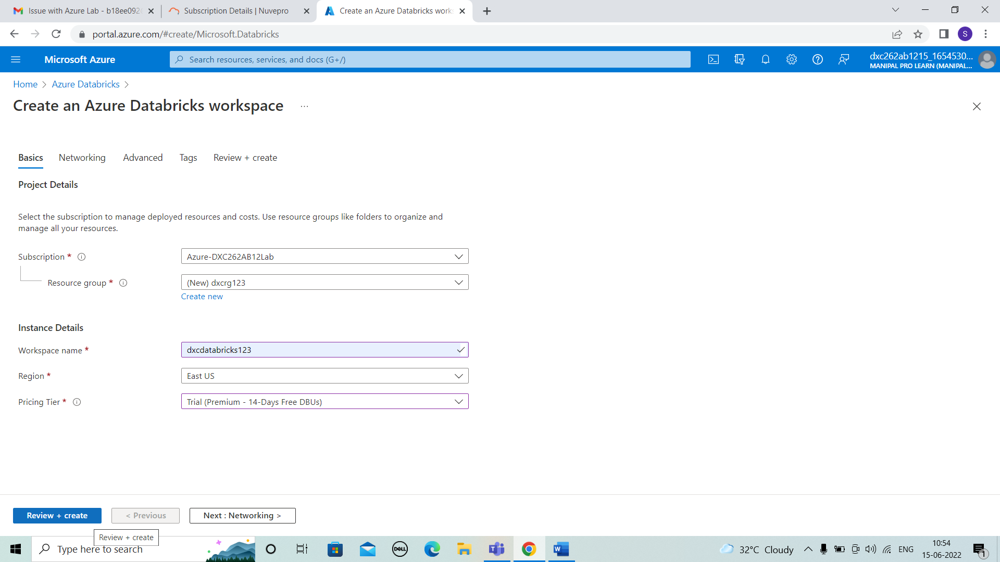 Issue with Azure Lab - b18ee092
Subscription Details | Nuvepro
Create an Azure Databricks works
portal.azure.com/#create/Microsoft.Databricks
S
Microsoft Azure
Search resources, services, and docs (G+/)
dxc262ab1215_1654530...
MANIPAL PRO LEARN (MANIPAL...
Home > Azure Databricks >
Create an Azure Databricks workspace ...
Basics
Networking
Advanced
Tags
Review + create
Project Details
Select the subscription to manage deployed resources and costs. Use resource groups like folders to organize and
manage all your resources.
Subscription *
Azure-DXC262AB12Lab
Resource group *
(New) dxcrg123
Create new
Instance Details
Workspace name *
dxcdatabricks123
Region *
East US
Pricing Tier *
Trial (Premium - 14-Days Free DBUs)
Review + create
< Previous
Next : Networking >
Review + create
Type here to search
DELL
T
W
32°C Cloudy
ENG
10:54
15-06-2022
1